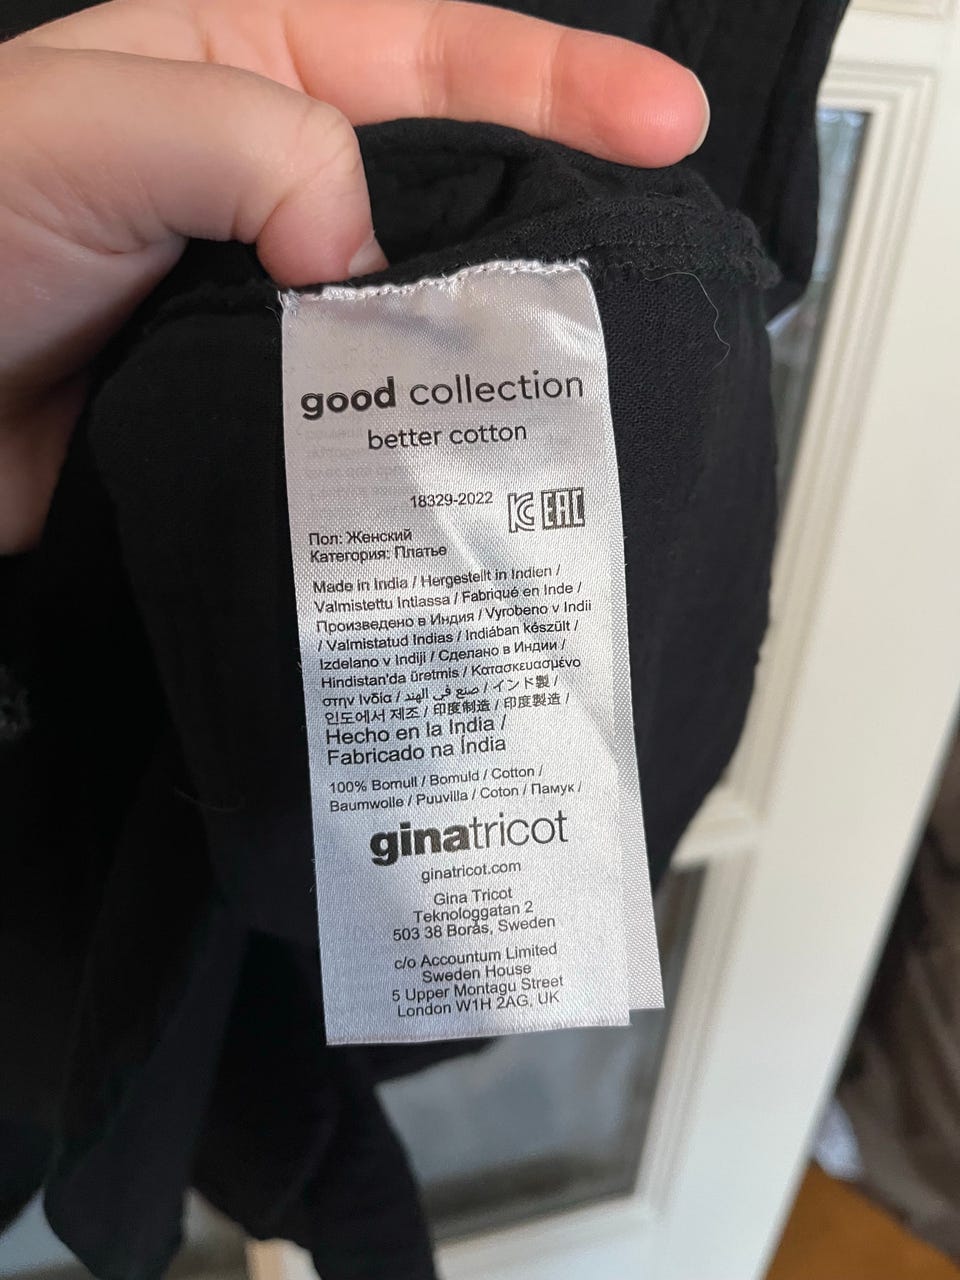 good collection
better cotton
18329-2022
EAC
Пол: Женский
Категория: Платье
Made in India / Hergestellt in Indien /
Valmistettu Intiassa / Fabriqué en Inde /
Произведено в Индия / Vyrobeno v Indii
/ Valmistatud Indias / Indiában készült /
Izdelano v Indiji / Сделано в Индии /
Hindistan'da üretmis / Κατασκευασμένο
στην Ινδία / صنع في الهند / インド製 /
인도에서 제조 / 印度制造 / 印度製造 /
Hecho en la India /
Fabricado na Índia
100% Bomull / Bomuld / Cotton /
Baumwolle / Puuvilla / Coton / Памук /
ginatricot
ginatricot.com
Gina Tricot
Teknologgatan 2
503 38 Borås, Sweden
c/o Accountum Limited
Sweden House
5 Upper Montagu Street
London W1H 2AG, UK